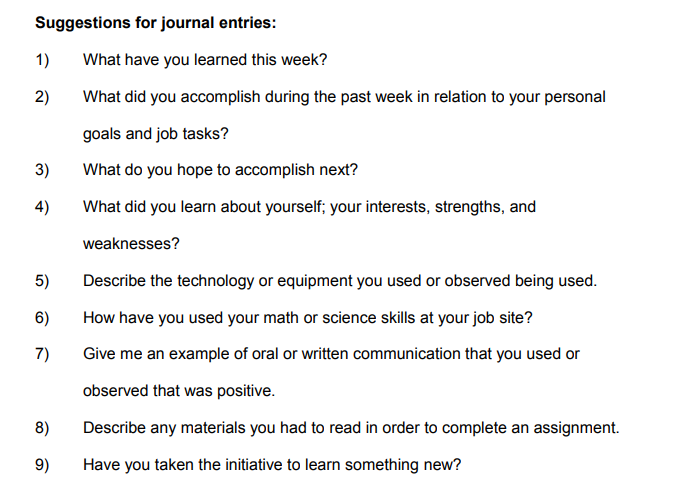 Suggestions for journal entries:
1) What have you learned this week?
2) What did you accomplish during the past week in relation to your personal
goals and job tasks?
3) What do you hope to accomplish next?
4) What did you learn about yourself; your interests, strengths, and
weaknesses?
5) Describe the technology or equipment you used or observed being used.
6) How have you used your math or science skills at your job site?
7) Give me an example of oral or written communication that you used or
observed that was positive.
8) Describe any materials you had to read in order to complete an assignment.
9) Have you taken the initiative to learn something new?